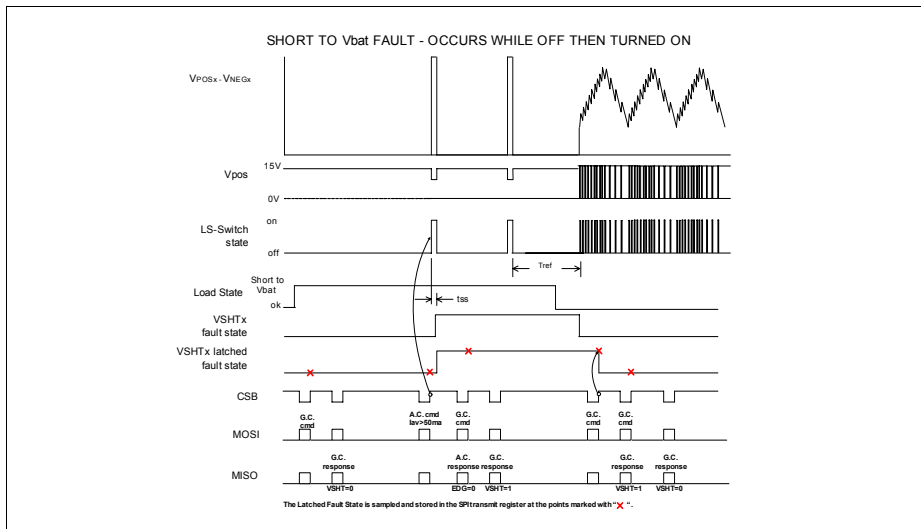 SHORT TO Vbat FAULT - OCCURS WHILE OFF THEN TURNED ON
VPOSx - VNEGx
15V
Vpos
0V
on
LS-Switch
state
off
Tref
Short to
Vbat
Load State
ok
tss
VSHTx
fault state
VSHTx latched
fault state
CSB
G.C.
cmd
A.C. cmd
Iav>50ma
G.C.
cmd
G.C.
cmd
G.C.
cmd
MOSI
G.C.
response
A.C.
response
G.C.
response
G.C.
response
G.C.
response
MISO
VSHT=0
EDG=0
VSHT=1
VSHT=1
VSHT=0
The Latched Fault State is sampled and stored in the SPI transmit register at the points marked with " ".